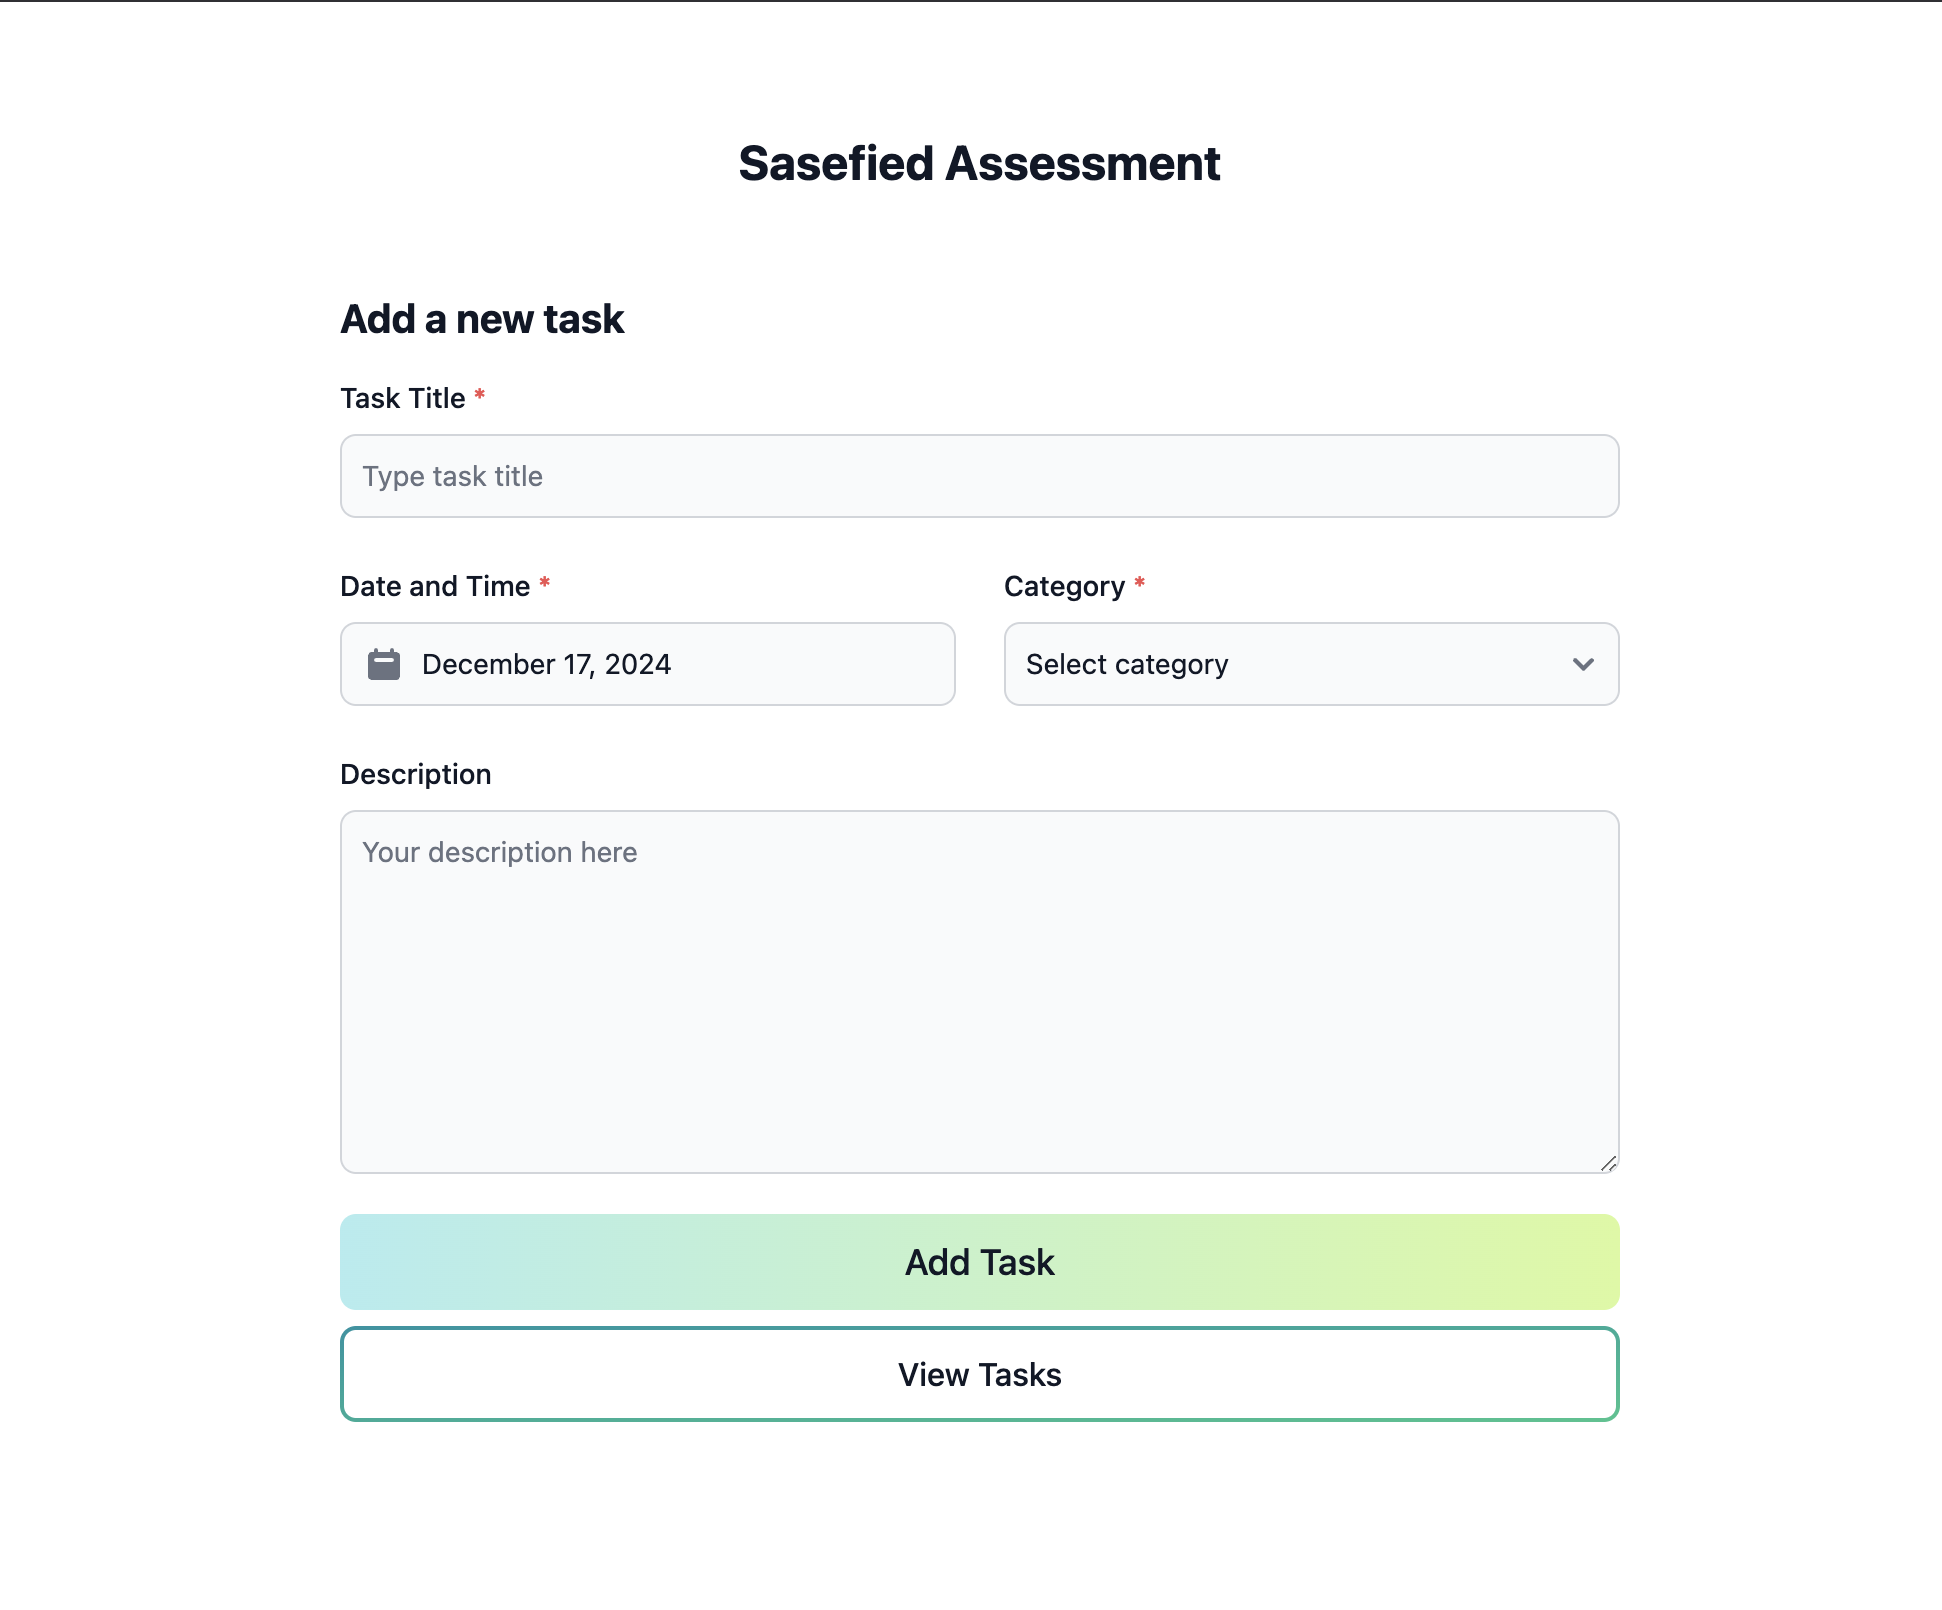 Sasefied Assessment
Add a new task
Task Title *
Type task title
Date and Time *
Category *
December 17, 2024
Select category
Description
Your description here
Add Task
View Tasks